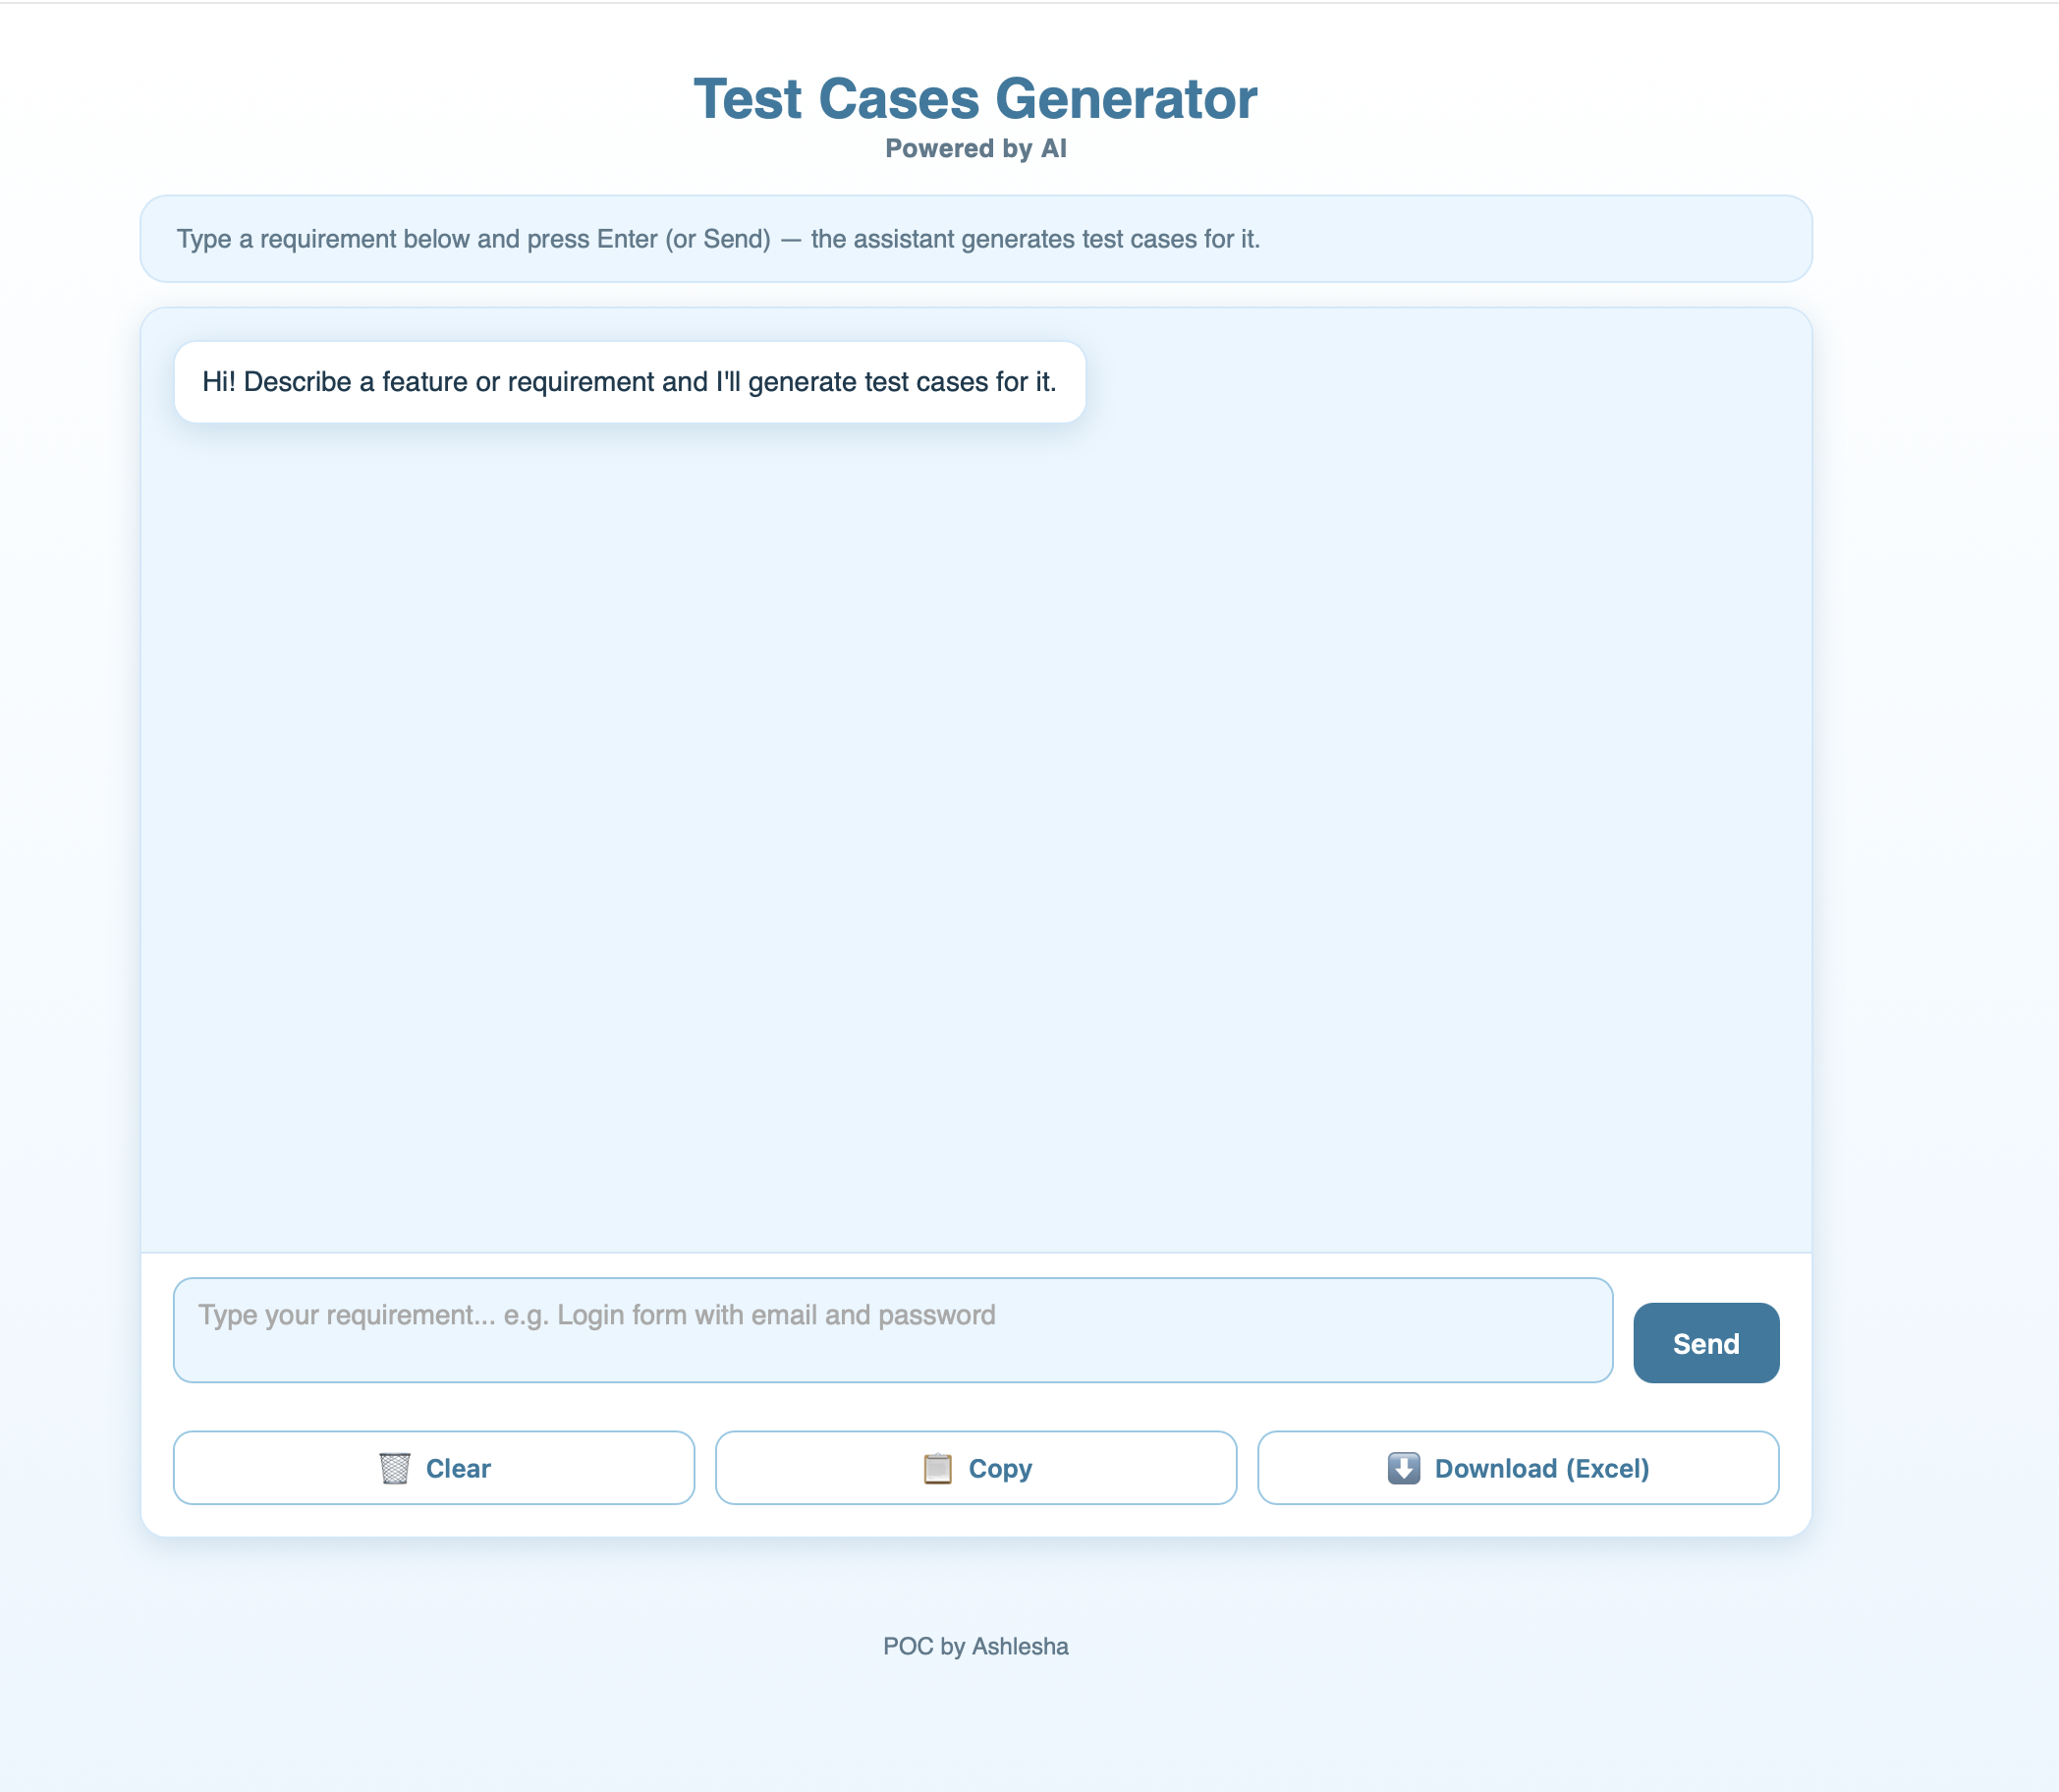 Test Cases Generator
Powered by AI
Type a requirement below and press Enter (or Send) — the assistant generates test cases for it.
Hi! Describe a feature or requirement and I'll generate test cases for it.
Type your requirement... e.g. Login form with email and password
Send
Clear
Copy
Download (Excel)
POC by Ashlesha